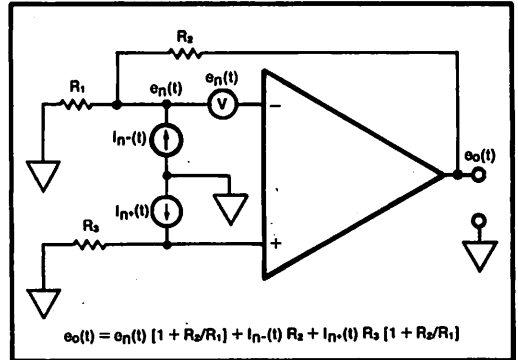 R2
R1
en(t)
en(t)
V
−
In-(t)
eo(t)
In+(t)
R3
+
eo(t) = en(t) [1 + R2/R1] + In-(t) R2 + In+(t) R3 [1 + R2/R1]